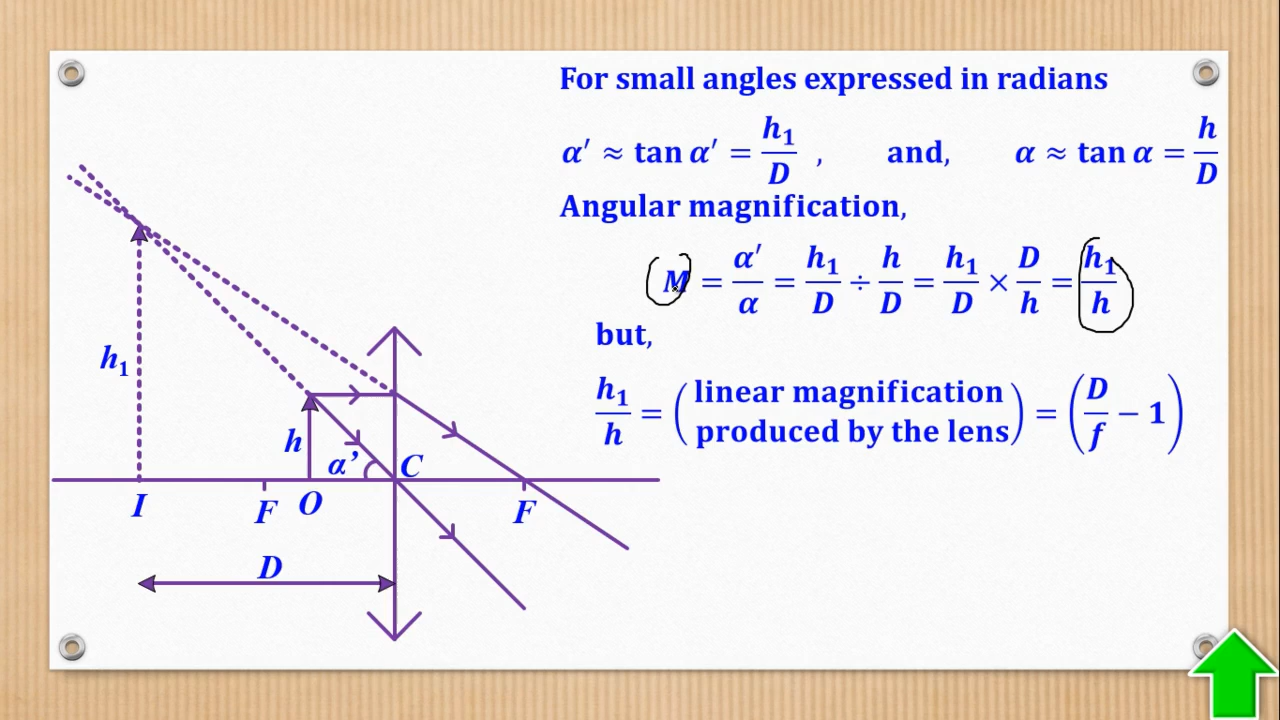 For small angles expressed in radians
α′ ≈ tan α′ = h₁/D , and, α ≈ tan α = h/D
Angular magnification,
M = α′/α = h₁/D ÷ h/D = h₁/D × D/h = h₁/h
but,
h₁/h = (linear magnification produced by the lens) = (D/f − 1)
h₁
h
α’
C
I
F
O
F
D